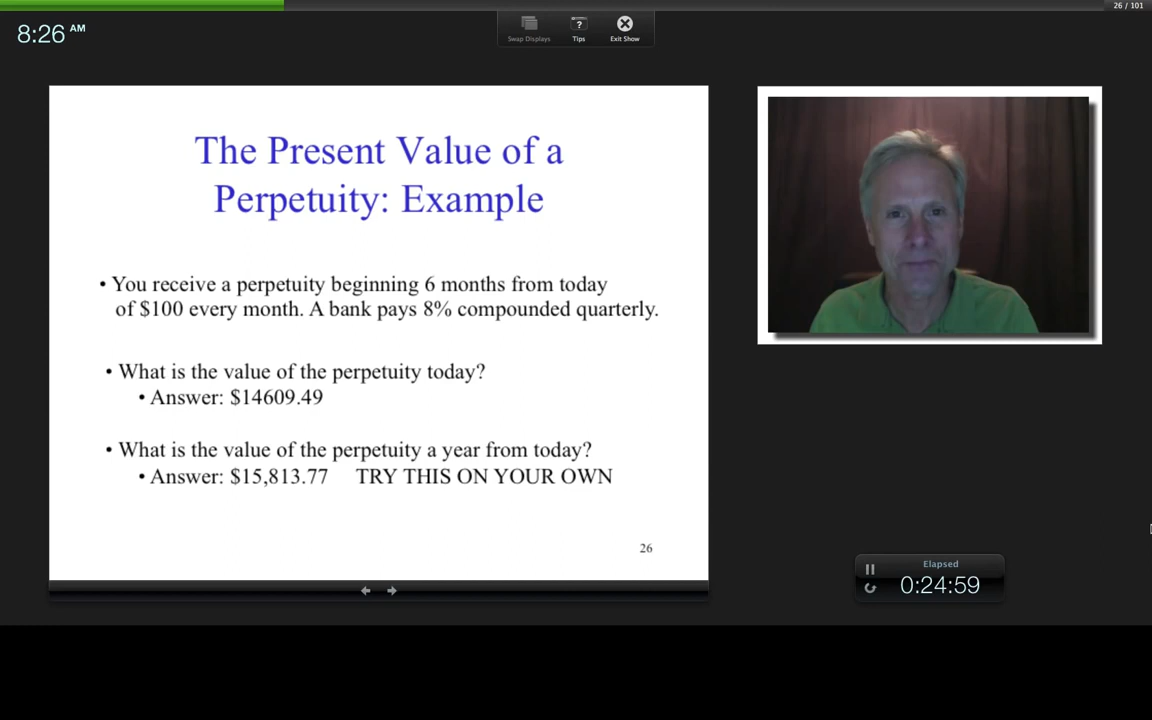 26 / 101
8:26 AM
Swap Displays Tips Exit Show
?
The Present Value of a
Perpetuity: Example
• You receive a perpetuity beginning 6 months from today
of $100 every month. A bank pays 8% compounded quarterly.
• What is the value of the perpetuity today?
• Answer: $14609.49
• What is the value of the perpetuity a year from today?
• Answer: $15,813.77 TRY THIS ON YOUR OWN
26
Elapsed
0:24:59